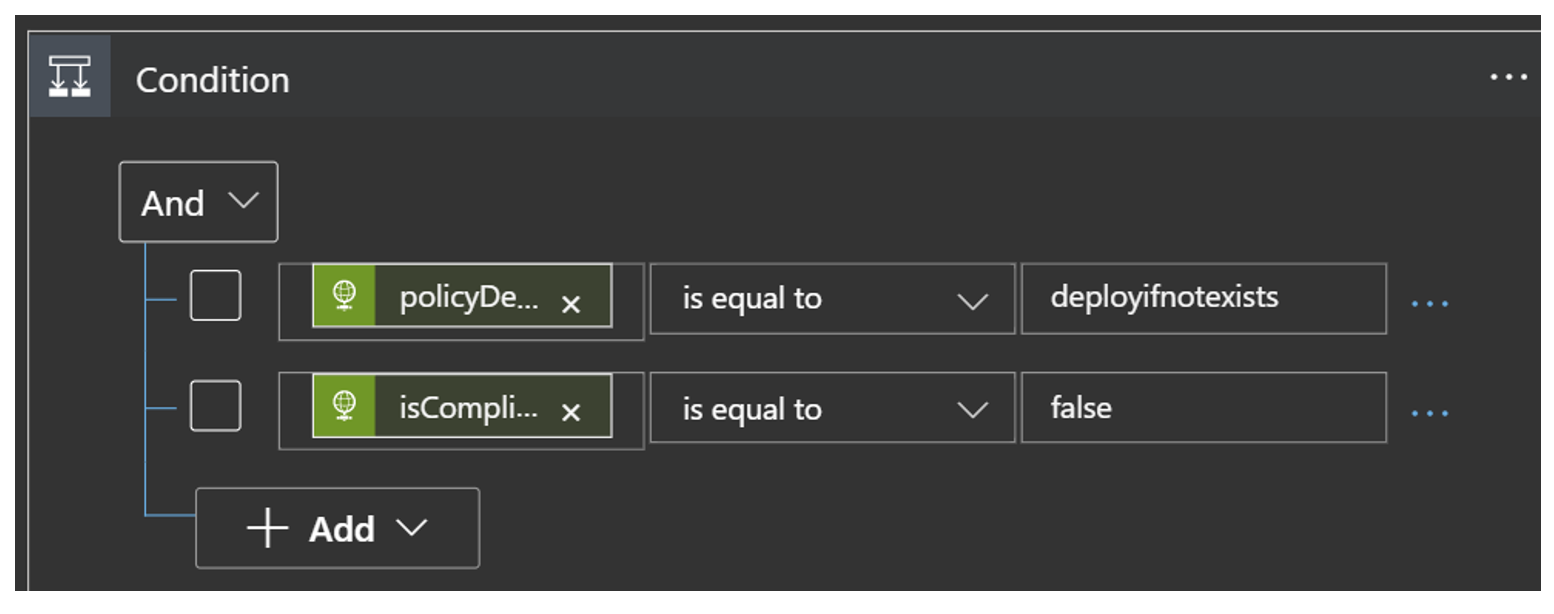 Condition
And
policyDe... is equal to deployifnotexists
isCompli... is equal to false
Add